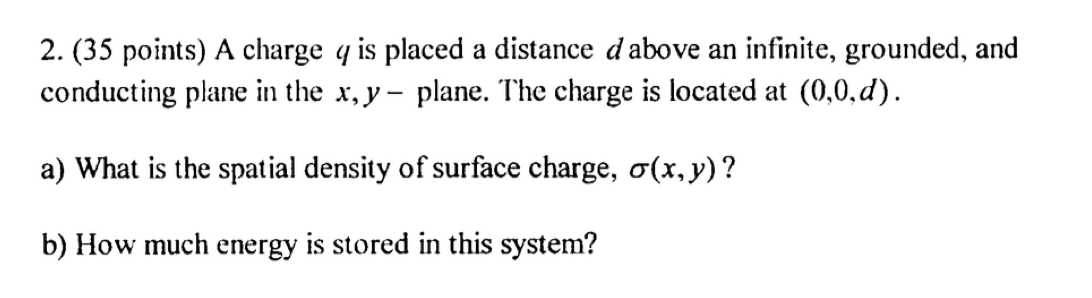 2. (35 points) A charge q is placed a distance d above an infinite, grounded, and
conducting plane in the x, y – plane. The charge is located at (0,0,d).
a) What is the spatial density of surface charge, σ(x, y)?
b) How much energy is stored in this system?